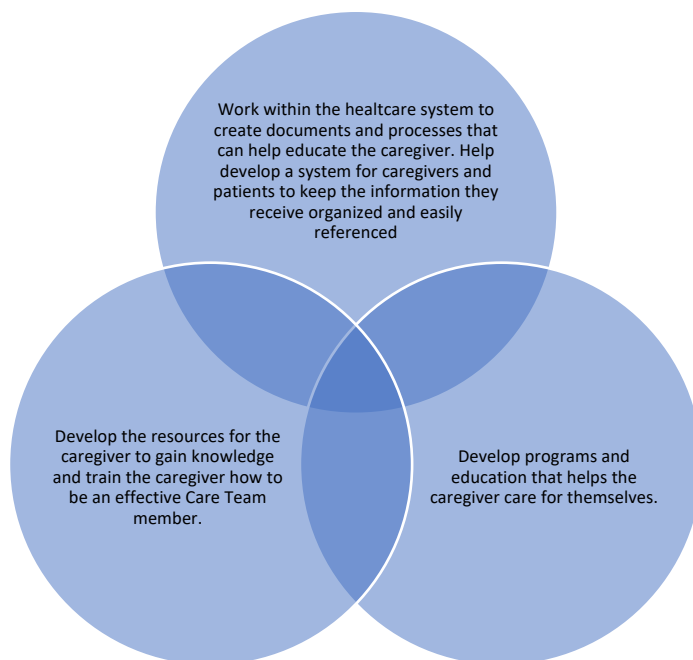 Work within the healtcare system to
create documents and processes that
can help educate the caregiver. Help
develop a system for caregivers and
patients to keep the information they
receive organized and easily
referenced
Develop the resources for the
caregiver to gain knowledge
and train the caregiver how to
be an effective Care Team
member.
Develop programs and
education that helps the
caregiver care for themselves.